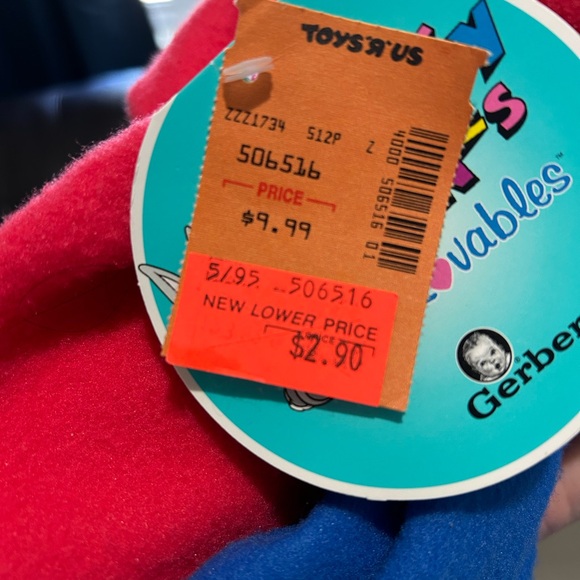 TOYS"R"US
ZZZ1734 512P Z
506516
PRICE
$9.99
4000 506516 01
5/95 506516
NEW LOWER PRICE
$2.90
Gerber